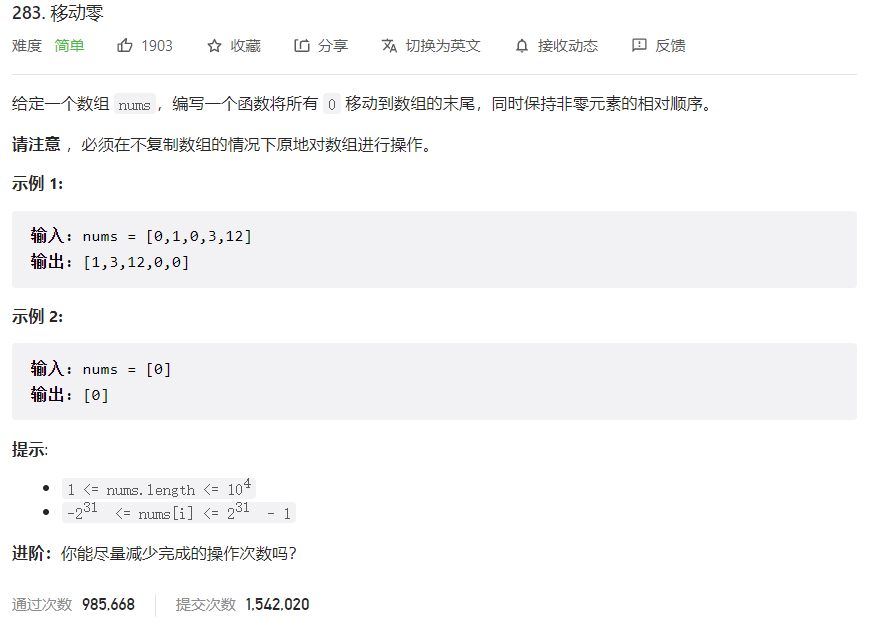 283. 移动零
难度 简单 1903 收藏 分享 切换为英文 接收动态 反馈
给定一个数组 nums，编写一个函数将所有 0 移动到数组的末尾，同时保持非零元素的相对顺序。
请注意 ，必须在不复制数组的情况下原地对数组进行操作。
示例 1:
输入: nums = [0,1,0,3,12]
输出: [1,3,12,0,0]
示例 2:
输入: nums = [0]
输出: [0]
提示:
1 <= nums.length <= 10⁴
-2³¹ <= nums[i] <= 2³¹ - 1
进阶：你能尽量减少完成的操作次数吗？
通过次数 985,668 提交次数 1,542,020